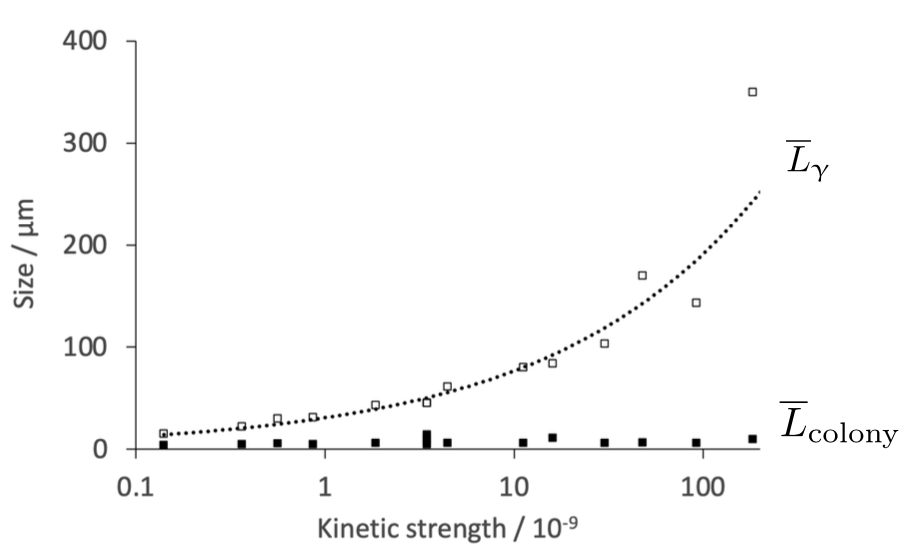 400
300
200
100
0
Size / μm
L̅γ
L̅colony
0.1 1 10 100
Kinetic strength / 10⁻⁹